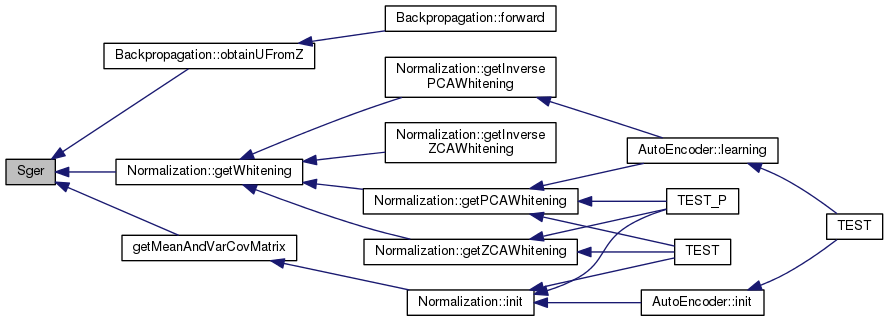 Backpropagation::forward
Backpropagation::obtainUFromZ
Normalization::getInverse
PCAWhitening
Normalization::getInverse
ZCAWhitening
AutoEncoder::learning
Sger
Normalization::getWhitening
Normalization::getPCAWhitening
TEST_P
TEST
getMeanAndVarCovMatrix
Normalization::getZCAWhitening
TEST
Normalization::init
AutoEncoder::init